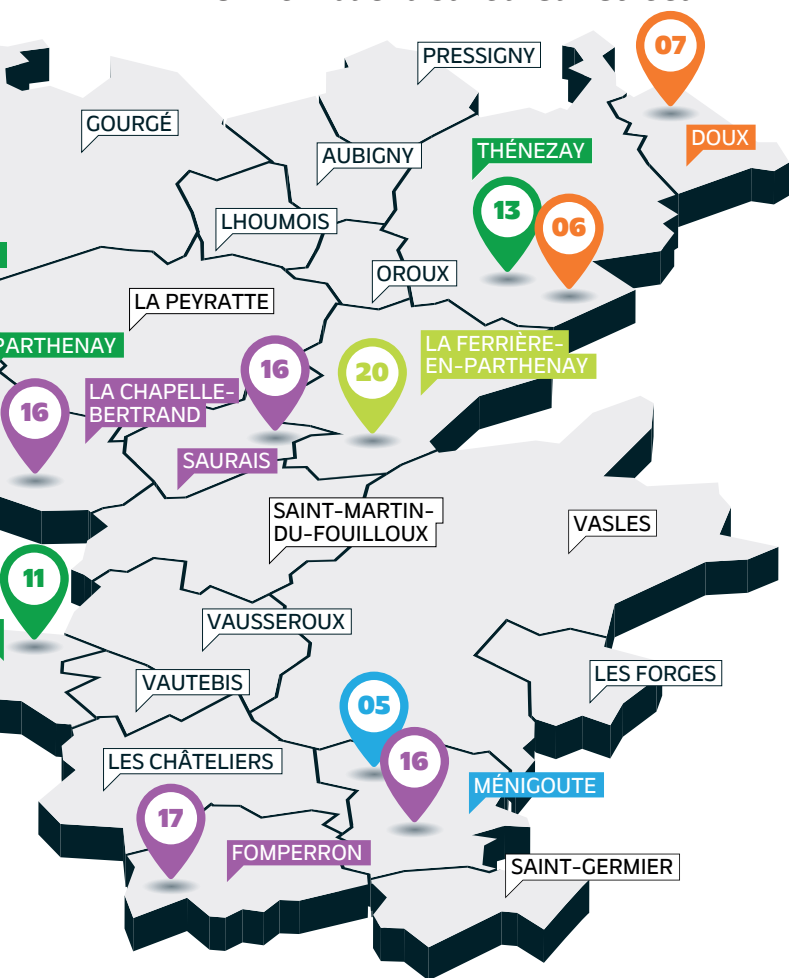 07
PRESSIGNY
GOURGÉ
DOUX
THÉNEZAY
AUBIGNY
13
06
LHOUMOIS
OROUX
LA PEYRATTE
PARTHENAY
LA FERRIÈRE-
EN-PARTHENAY
16
20
LA CHAPELLE-
BERTRAND
16
SAURAIS
SAINT-MARTIN-
DU-FOUILLOUX
VASLES
11
VAUSSEROUX
LES FORGES
VAUTEBIS
05
LES CHÂTELIERS
16
MÉNIGOUTE
17
FOMPERRON
SAINT-GERMIER